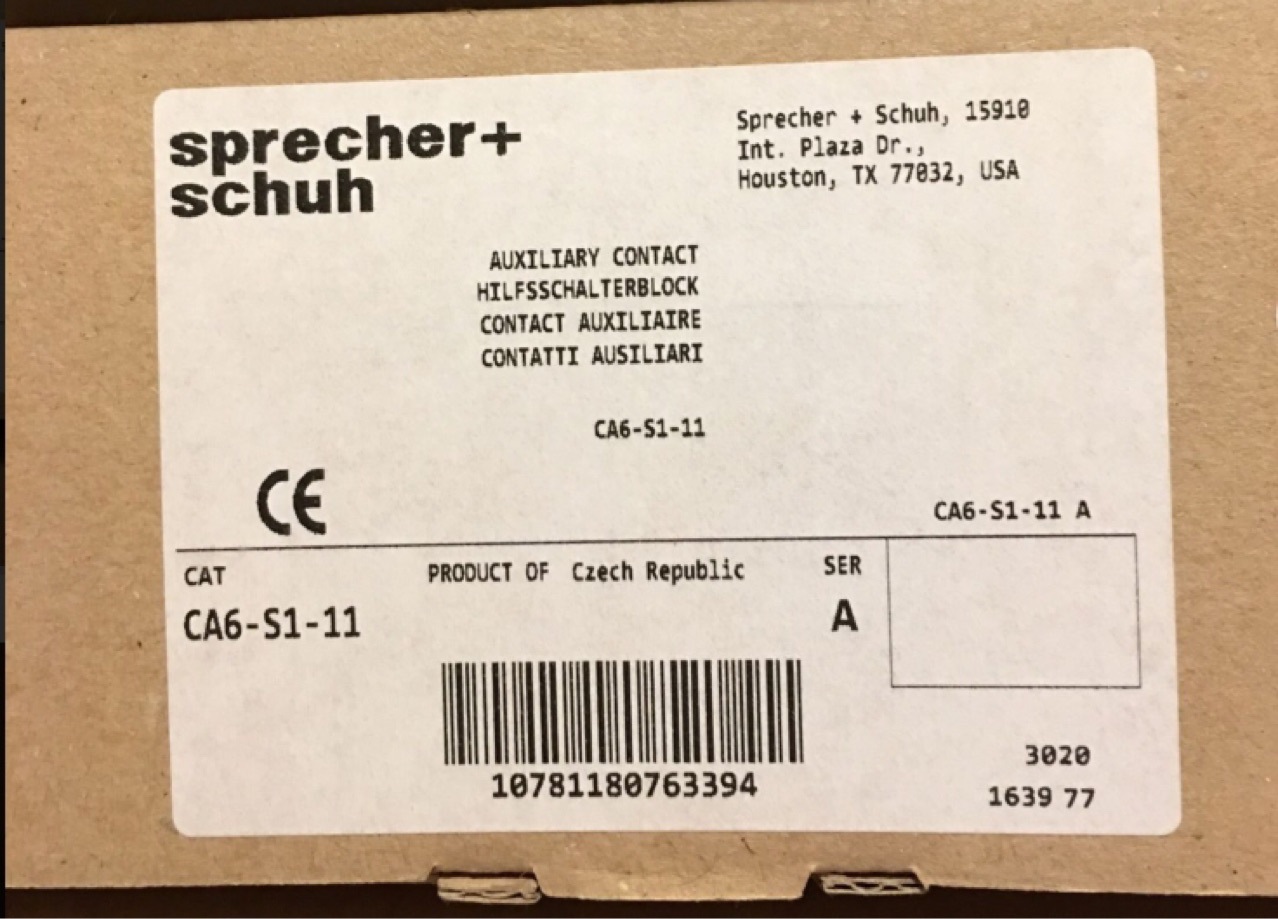 sprecher+
schuh
Sprecher + Schuh, 15910
Int. Plaza Dr.,
Houston, TX 77032, USA
AUXILIARY CONTACT
HILFSSCHALTERBLOCK
CONTACT AUXILIAIRE
CONTATTI AUSILIARI
CA6-S1-11
CE
CA6-S1-11 A
CAT
PRODUCT OF Czech Republic
SER
CA6-S1-11
A
10781180763394
3020
1639 77